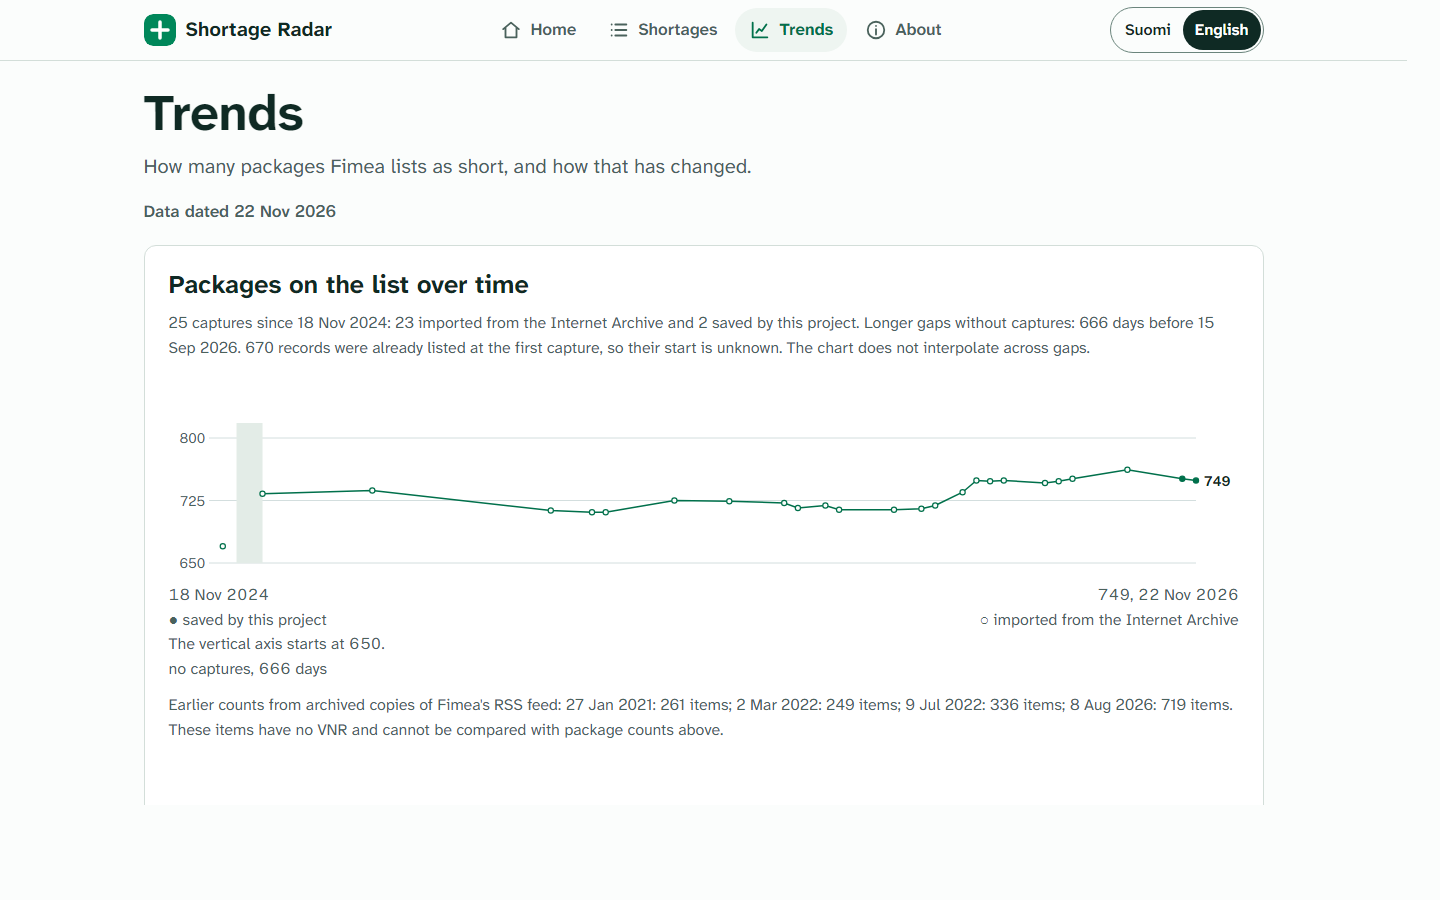 Shortage Radar
Home
Shortages
Trends
About
Suomi
English
Trends
How many packages Fimea lists as short, and how that has changed.
Data dated 22 Nov 2026
Packages on the list over time
25 captures since 18 Nov 2024: 23 imported from the Internet Archive and 2 saved by this project. Longer gaps without captures: 666 days before 15
Sep 2026. 670 records were already listed at the first capture, so their start is unknown. The chart does not interpolate across gaps.
800
725
650
749
18 Nov 2024
749, 22 Nov 2026
● saved by this project
○ imported from the Internet Archive
The vertical axis starts at 650.
no captures, 666 days
Earlier counts from archived copies of Fimea's RSS feed: 27 Jan 2021: 261 items; 2 Mar 2022: 249 items; 9 Jul 2022: 336 items; 8 Aug 2026: 719 items.
These items have no VNR and cannot be compared with package counts above.